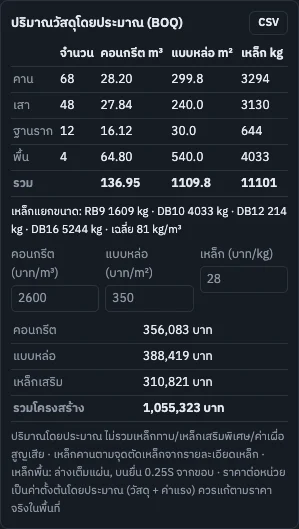 ปริมาณวัสดุโดยประมาณ (BOQ) CSV
จำนวน คอนกรีต m³ แบบหล่อ m² เหล็ก kg
คาน 68 28.20 299.8 3294
เสา 48 27.84 240.0 3130
ฐานราก 12 16.12 30.0 644
พื้น 4 64.80 540.0 4033
รวม 136.95 1109.8 11101
เหล็กแยกขนาด: RB9 1609 kg · DB10 4033 kg · DB12 214
kg · DB16 5244 kg · เฉลี่ย 81 kg/m³
คอนกรีต แบบหล่อ เหล็ก (บาท/kg)
(บาท/m³) (บาท/m²) 28
2600 350
คอนกรีต 356,083 บาท
แบบหล่อ 388,419 บาท
เหล็กเสริม 310,821 บาท
รวมโครงสร้าง 1,055,323 บาท
ปริมาณโดยประมาณ ไม่รวมเหล็กทาบ/เหล็กเสริมพิเศษ/ค่าเผื่อ
สูญเสีย · เหล็กคานตามจุดตัดเหล็กจากรายละเอียดเหล็ก ·
เหล็กพื้น: ล่างเต็มแผ่น, บนยื่น 0.25S จากขอบ · ราคาต่อหน่วย
เป็นค่าตั้งต้นโดยประมาณ (วัสดุ + ค่าแรง) ควรแก้ตามราคา
จริงในพื้นที่